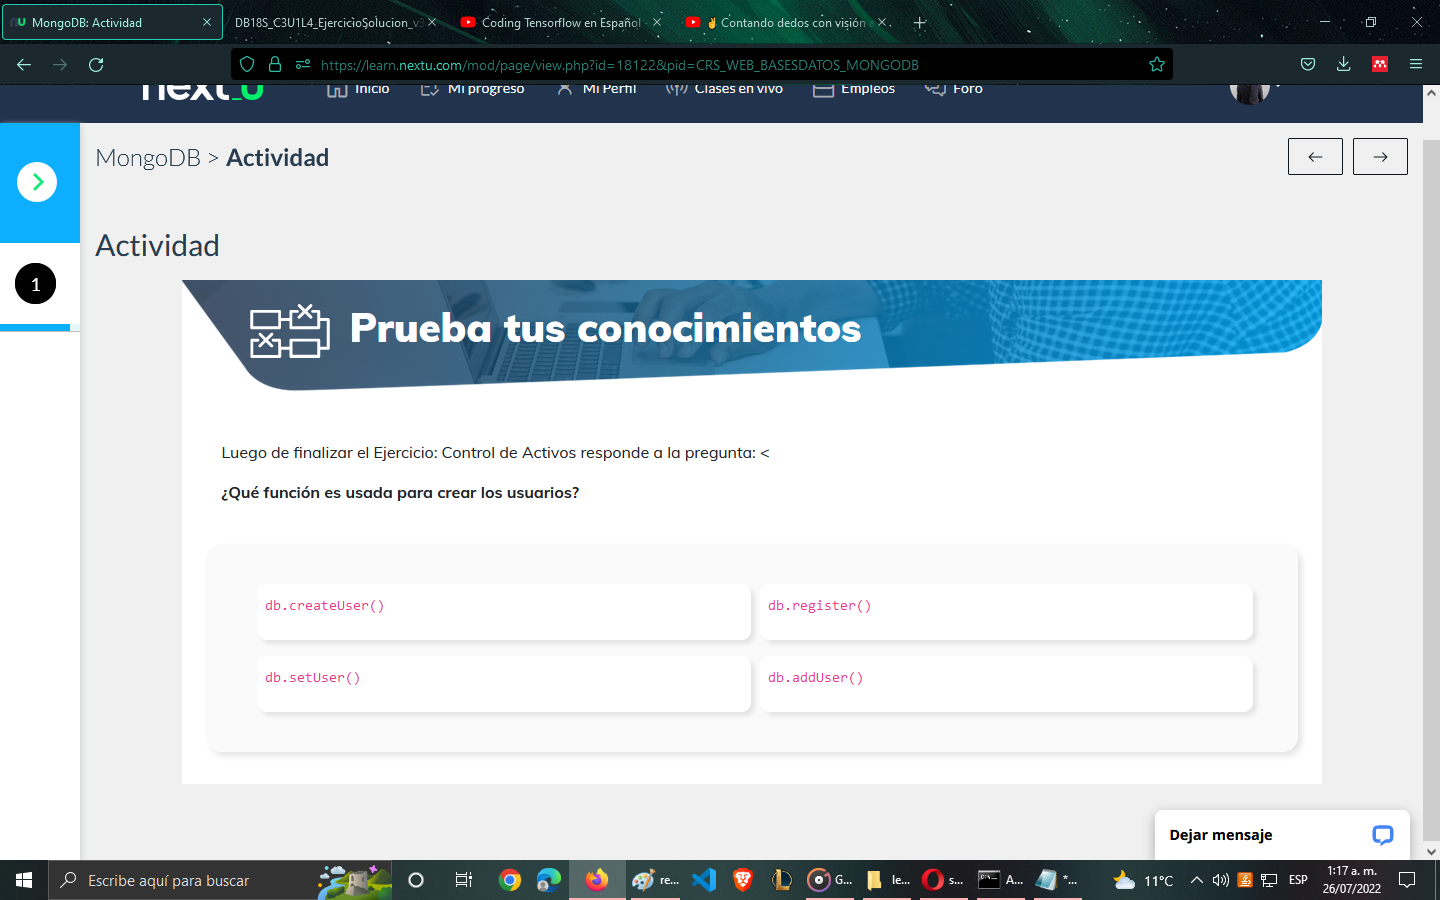 MongoDB: Actividad
DB18S_C3U1L4_EjercicioSolucion_v3
Coding Tensorflow en Español -
Contando dedos con visión a
https://learn.nextu.com/mod/page/view.php?id=18122&pid=CRS_WEB_BASESDATOS_MONGODB
next_U
Inicio
Mi progreso
Mi Perfil
Clases en vivo
Empleos
Foro
MongoDB > Actividad
1
Actividad
Prueba tus conocimientos
Luego de finalizar el Ejercicio: Control de Activos responde a la pregunta: <
¿Qué función es usada para crear los usuarios?
db.createUser()
db.register()
db.setUser()
db.addUser()
Dejar mensaje
Escribe aquí para buscar
re...
G...
le...
s...
A...
*...
11°C
ESP
1:17 a. m.
26/07/2022